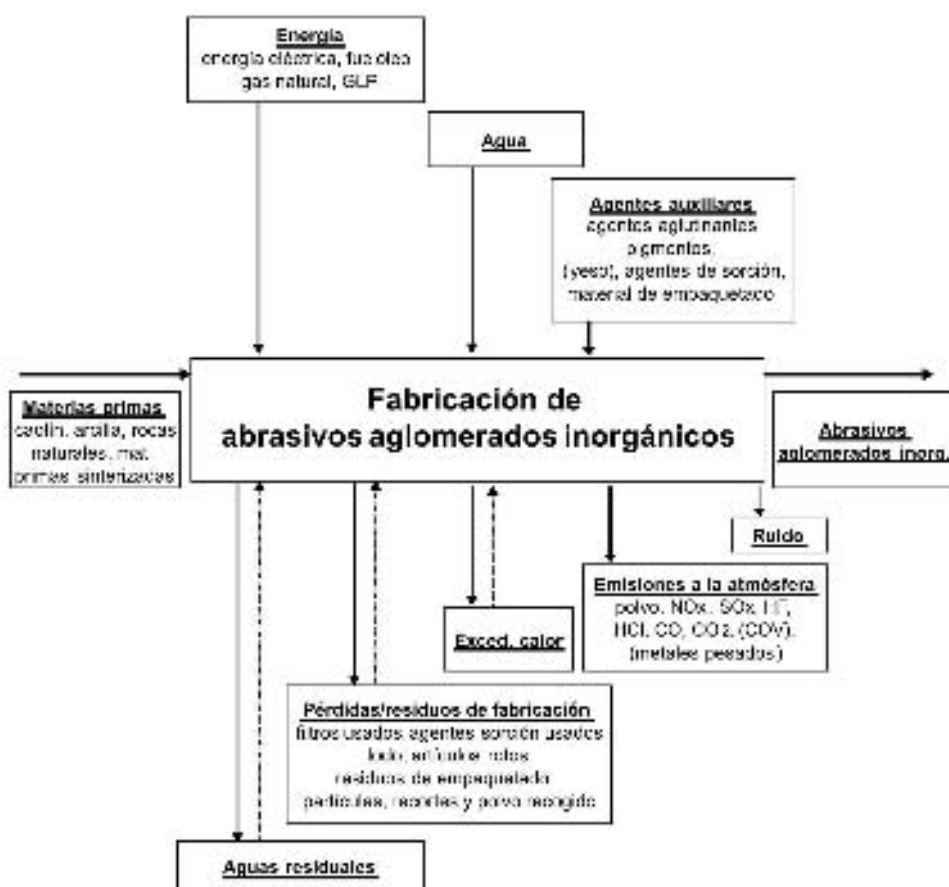 Energía
energía eléctrica, fuelóleo
gas natural, GLP
Agua
Agentes auxiliares
agentes aglutinantes
pigmentos,
(yeso), agentes de sorción,
material de empaquetado
Materias primas
caolín, arcilla, rocas
naturales, mat.
primas sinterizadas
Fabricación de
abrasivos aglomerados inorgánicos
Abrasivos
aglomerados inorg.
Ruido
Emisiones a la atmósfera
polvo, NOx, SOx, HF,
HCl, CO, CO2, (COV),
(metales pesados)
Exced. calor
Pérdidas/residuos de fabricación
filtros usados, agentes sorción usados
lodo, artículos rotos
residuos de empaquetado
partículas, recortes y polvo recogido
Aguas residuales